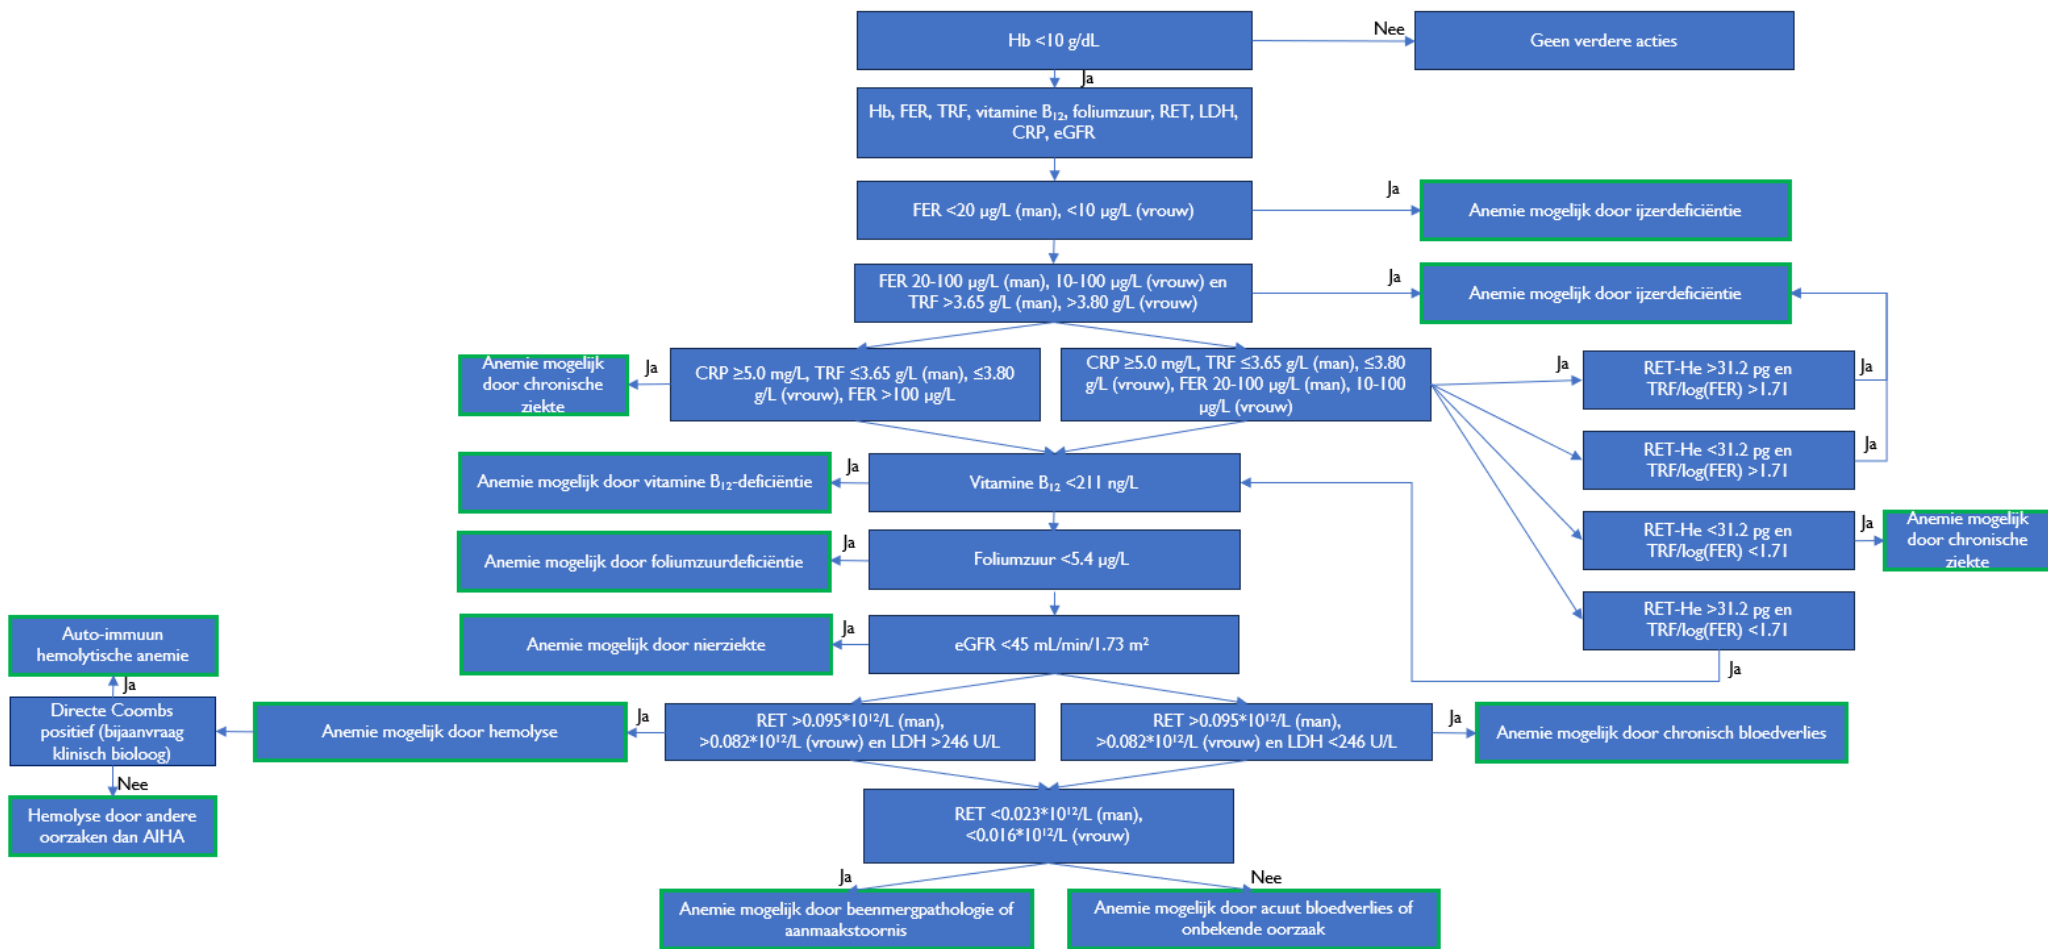 Hb <10 g/dL
Nee
Geen verdere acties
Ja
Hb, FER, TRF, vitamine B₁₂, foliumzuur, RET, LDH,
CRP, eGFR
FER <20 µg/L (man), <10 µg/L (vrouw)
Ja
Anemie mogelijk door ijzerdeficiëntie
FER 20-100 µg/L (man), 10-100 µg/L (vrouw) en
TRF >3.65 g/L (man), >3.80 g/L (vrouw)
Ja
Anemie mogelijk door ijzerdeficiëntie
Anemie mogelijk
door chronische
ziekte
Ja
CRP ≥5.0 mg/L, TRF ≤3.65 g/L (man), ≤3.80
g/L (vrouw), FER >100 µg/L
CRP ≥5.0 mg/L, TRF ≤3.65 g/L (man), ≤3.80
g/L (vrouw), FER 20-100 µg/L (man), 10-100
µg/L (vrouw)
Ja
RET-He >31.2 pg en
TRF/log(FER) >1.71
Ja
RET-He <31.2 pg en
TRF/log(FER) >1.71
Ja
Anemie mogelijk door vitamine B₁₂-deficiëntie
Ja
Vitamine B₁₂ <211 ng/L
RET-He <31.2 pg en
TRF/log(FER) <1.71
Ja
Anemie mogelijk
door chronische
ziekte
Anemie mogelijk door foliumzuurdeficiëntie
Ja
Foliumzuur <5.4 µg/L
RET-He >31.2 pg en
TRF/log(FER) <1.71
Ja
Auto-immuun
hemolytische anemie
Anemie mogelijk door nierziekte
Ja
eGFR <45 mL/min/1.73 m²
Ja
Directe Coombs
positief (bijaanvraag
klinisch bioloog)
Anemie mogelijk door hemolyse
Ja
RET >0.095*10¹²/L (man),
>0.082*10¹²/L (vrouw) en LDH >246 U/L
RET >0.095*10¹²/L (man),
>0.082*10¹²/L (vrouw) en LDH <246 U/L
Ja
Anemie mogelijk door chronisch bloedverlies
Nee
Hemolyse door andere
oorzaken dan AIHA
RET <0.023*10¹²/L (man),
<0.016*10¹²/L (vrouw)
Ja
Nee
Anemie mogelijk door beenmergpathologie of
aanmaakstoornis
Anemie mogelijk door acuut bloedverlies of
onbekende oorzaak